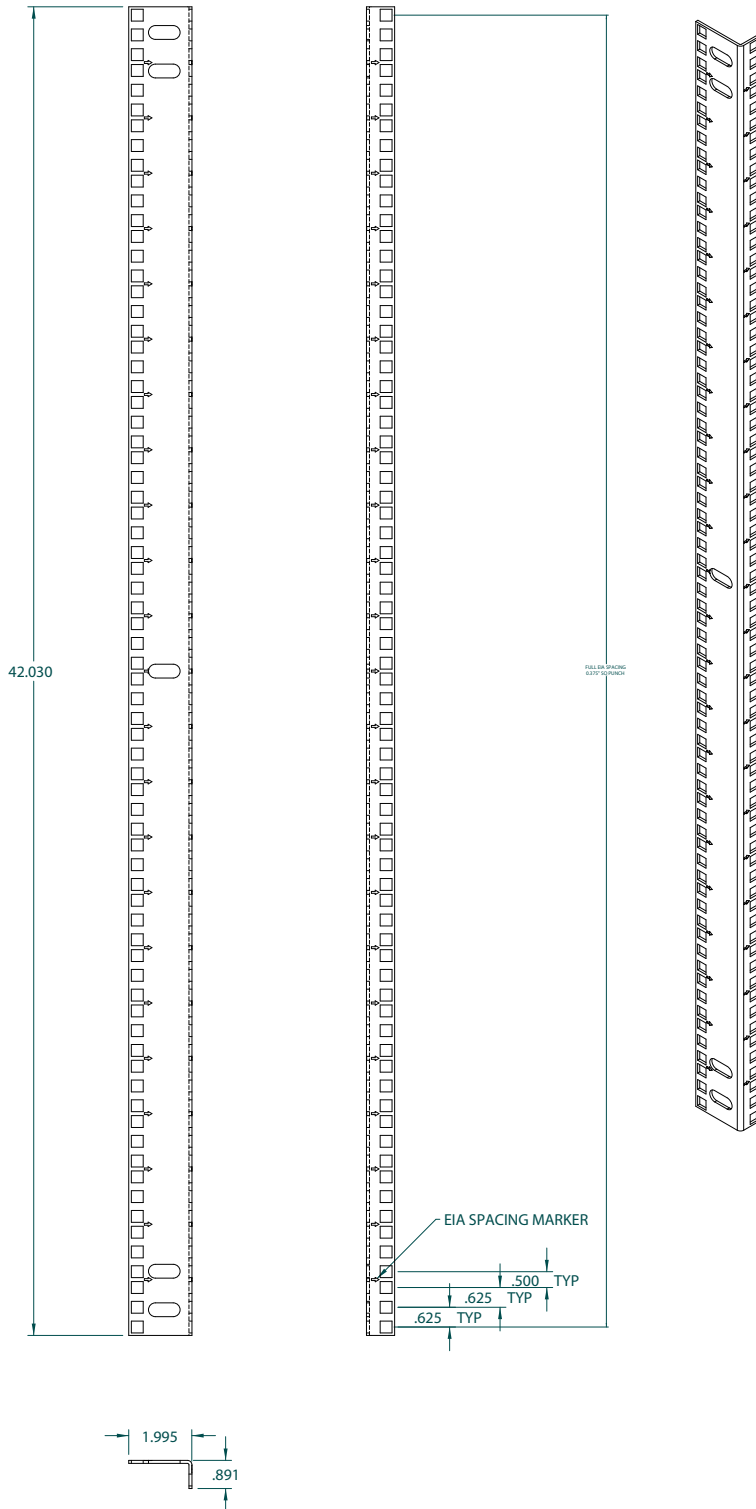 42.030
FULL EIA SPACING
0.375" SQ PUNCH
EIA SPACING MARKER
.500 TYP
.625 TYP
.625 TYP
1.995
.891